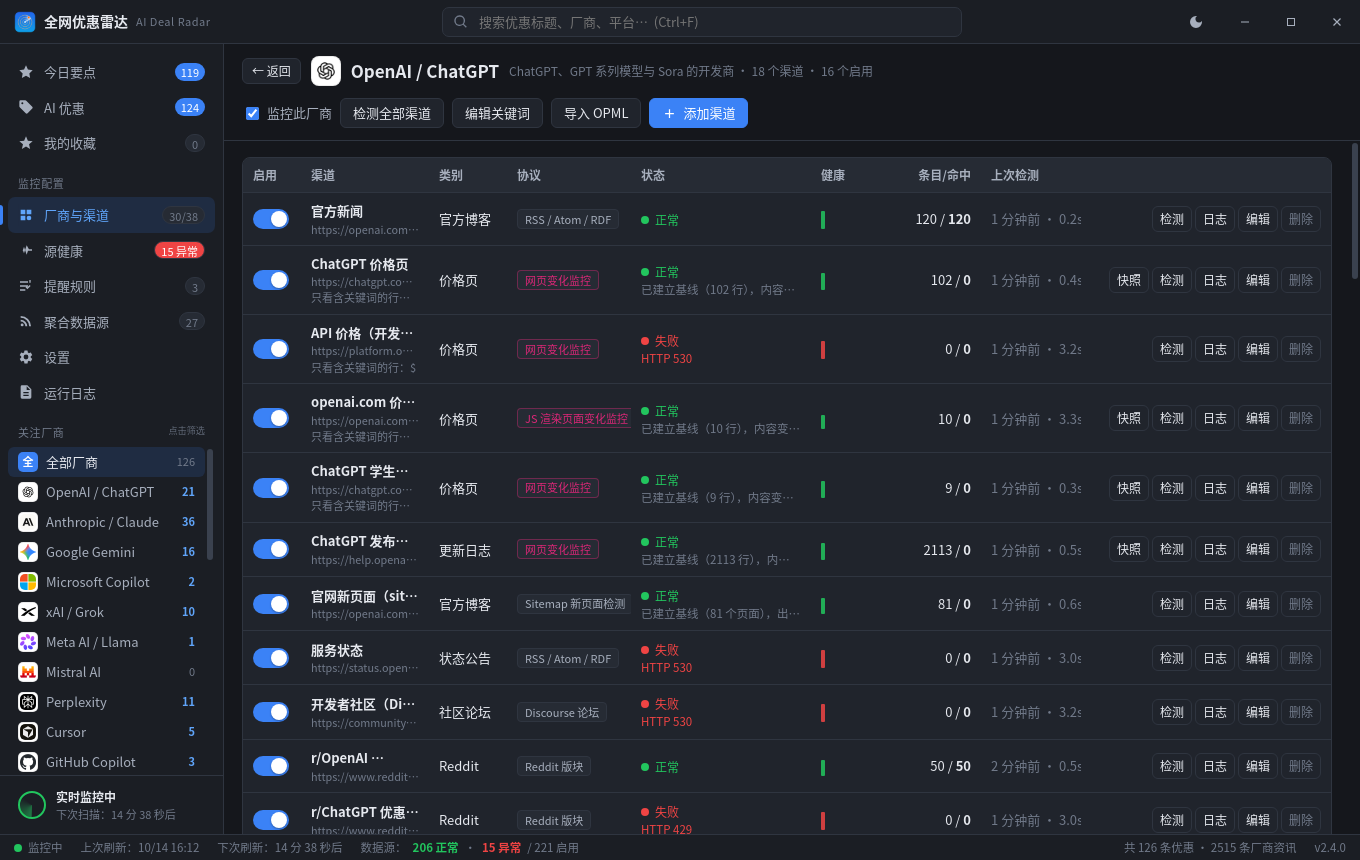 全网优惠雷达 AI Deal Radar
搜索优惠标题、厂商、平台… (Ctrl+F)
今日要点 119
AI 优惠 124
我的收藏 0
监控配置
厂商与渠道 30/38
源健康 15 异常
提醒规则 3
聚合数据源 27
设置
运行日志
关注厂商 点击筛选
全 全部厂商 126
OpenAI / ChatGPT 21
Anthropic / Claude 36
Google Gemini 16
Microsoft Copilot 2
xAI / Grok 10
Meta AI / Llama 1
Mistral AI 0
Perplexity 11
Cursor 5
GitHub Copilot 3
实时监控中
下次扫描：14 分 38 秒后
← 返回 OpenAI / ChatGPT ChatGPT、GPT 系列模型与 Sora 的开发商 · 18 个渠道 · 16 个启用
监控此厂商 检测全部渠道 编辑关键词 导入 OPML ＋ 添加渠道
启用 渠道 类别 协议 状态 健康 条目/命中 上次检测
官方新闻
https://openai.com…
官方博客 RSS / Atom / RDF 正常 120 / 120 1 分钟前 · 0.2s 检测 日志 编辑 删除
ChatGPT 价格页
https://chatgpt.co…
只看含关键词的行…
价格页 网页变化监控 正常
已建立基线（102 行），内容…
102 / 0 1 分钟前 · 0.4s 快照 检测 日志 编辑 删除
API 价格（开发…
https://platform.o…
只看含关键词的行：$
价格页 网页变化监控 失败
HTTP 530
0 / 0 1 分钟前 · 3.2s 检测 日志 编辑 删除
openai.com 价…
https://openai.com…
只看含关键词的行…
价格页 JS 渲染页面变化监控 正常
已建立基线（10 行），内容变…
10 / 0 1 分钟前 · 3.3s 快照 检测 日志 编辑 删除
ChatGPT 学生…
https://chatgpt.co…
只看含关键词的行…
价格页 网页变化监控 正常
已建立基线（9 行），内容变…
9 / 0 1 分钟前 · 0.3s 快照 检测 日志 编辑 删除
ChatGPT 发布…
https://help.opena…
更新日志 网页变化监控 正常
已建立基线（2113 行），内…
2113 / 0 1 分钟前 · 0.5s 快照 检测 日志 编辑 删除
官网新页面（sit…
https://openai.com…
官方博客 Sitemap 新页面检测 正常
已建立基线（81 个页面），出…
81 / 0 1 分钟前 · 0.6s 检测 日志 编辑 删除
服务状态
https://status.open…
状态公告 RSS / Atom / RDF 失败
HTTP 530
0 / 0 1 分钟前 · 3.0s 检测 日志 编辑 删除
开发者社区（Di…
https://community…
社区论坛 Discourse 论坛 失败
HTTP 530
0 / 0 1 分钟前 · 3.2s 检测 日志 编辑 删除
r/OpenAI …
https://www.reddit…
Reddit Reddit 版块 正常 50 / 50 2 分钟前 · 0.5s 检测 日志 编辑 删除
r/ChatGPT 优惠…
https://www.reddit…
Reddit Reddit 版块 失败
HTTP 429
0 / 0 1 分钟前 · 3.0s 检测 日志 编辑 删除
监控中 上次刷新：10/14 16:12 下次刷新：14 分 38 秒后 数据源： 206 正常 · 15 异常 / 221 启用 共 126 条优惠 · 2515 条厂商资讯 v2.4.0